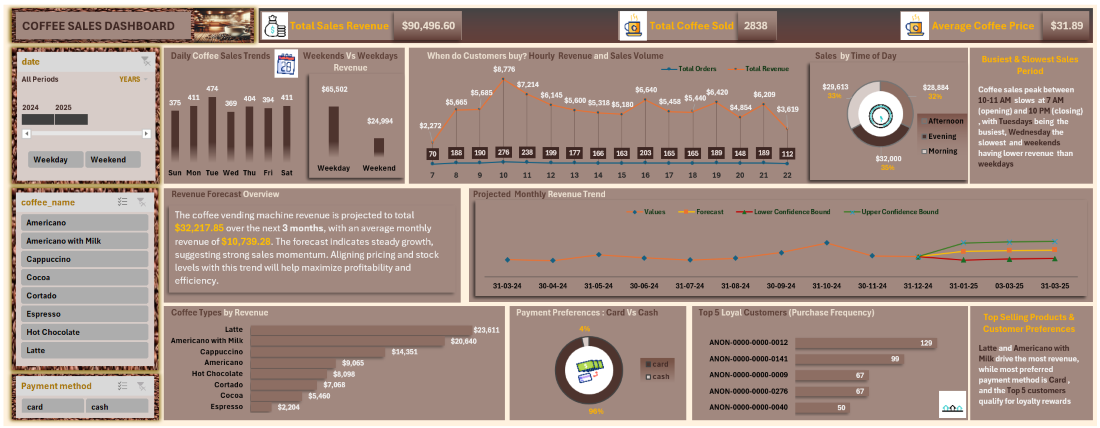 COFFEE SALES DASHBOARD
Total Sales Revenue $90,496.60
Total Coffee Sold 2838
Average Coffee Price $31.89
date
All Periods YEARS
2024 2025
Weekday Weekend
coffee_name
Americano
Americano with Milk
Cappuccino
Cocoa
Cortado
Espresso
Hot Chocolate
Latte
Payment method
card cash
Daily Coffee Sales Trends
375 411 474 369 404 394 411
Sun Mon Tue Wed Thu Fri Sat
Weekends Vs Weekdays
Revenue
$65,502
$24,994
Weekday Weekend
When do Customers buy? Hourly Revenue and Sales Volume
Total Orders Total Revenue
$2,272 $5,665 $5,685 $8,776 $7,214 $6,145 $5,600 $5,318 $5,180 $6,640 $5,458 $5,440 $6,420 $4,854 $6,209 $3,619
70 188 190 276 238 199 177 166 165 203 165 163 189 148 189 112
7 8 9 10 11 12 13 14 15 16 17 18 19 20 21 22
Sales by Time of Day
$29,613
33%
$28,884
32%
$32,000
35%
Afternoon
Evening
Morning
Busiest & Slowest Sales
Period
Coffee sales peak between
10-11 AM slows at 7 AM
(opening) and 10 PM (closing)
, with Tuesdays being the
busiest, Wednesday the
slowest and weekends
having lower revenue than
weekdays
Revenue Forecast Overview
The coffee vending machine revenue is projected to total
$32,217.85 over the next 3 months, with an average monthly
revenue of $10,739.28. The forecast indicates steady growth,
suggesting strong sales momentum. Aligning pricing and stock
levels with this trend will help maximize profitability and
efficiency.
Projected Monthly Revenue Trend
Values Forecast Lower Confidence Bound Upper Confidence Bound
31-03-24 30-04-24 31-05-24 30-06-24 31-07-24 31-08-24 30-09-24 31-10-24 30-11-24 31-12-24 31-01-25 03-03-25 31-03-25
Coffee Types by Revenue
Latte $23,611
Americano with Milk $20,640
Cappuccino $14,351
Americano $9,065
Hot Chocolate $8,098
Cortado $7,068
Cocoa $5,460
Espresso $2,204
Payment Preferences : Card Vs Cash
4%
card
cash
96%
Top 5 Loyal Customers (Purchase Frequency)
ANON-0000-0000-0012 129
ANON-0000-0000-0141 99
ANON-0000-0000-0009 67
ANON-0000-0000-0276 67
ANON-0000-0000-0040 50
Top Selling Products &
Customer Preferences
Latte and Americano with
Milk drive the most revenue,
while most preferred
payment method is Card ,
and the Top 5 customers
qualify for loyalty rewards